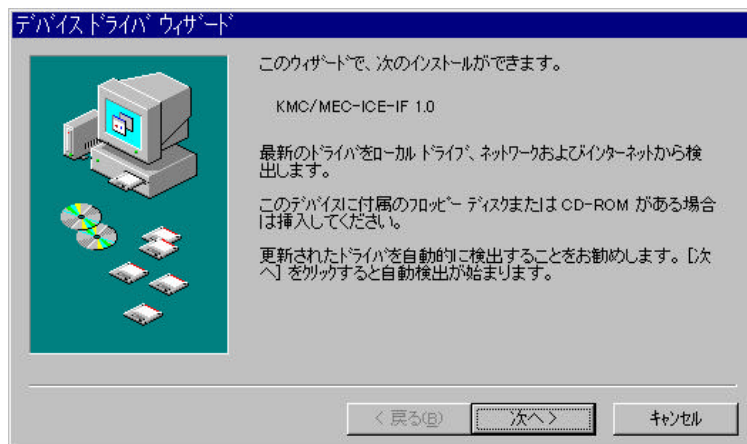 デバイス ドライバ ウィザード
このウィザードで、次のインストールができます。
KMC/MEC-ICE-IF 1.0
最新のドライバをローカル ドライブ、ネットワークおよびインターネットから検
出します。
このデバイスに付属のフロッピー ディスクまたは CD-ROM がある場合
は挿入してください。
更新されたドライバを自動的に検出することをお勧めします。[次
へ] をクリックすると自動検出が始まります。
< 戻る(B)
次へ >
キャンセル